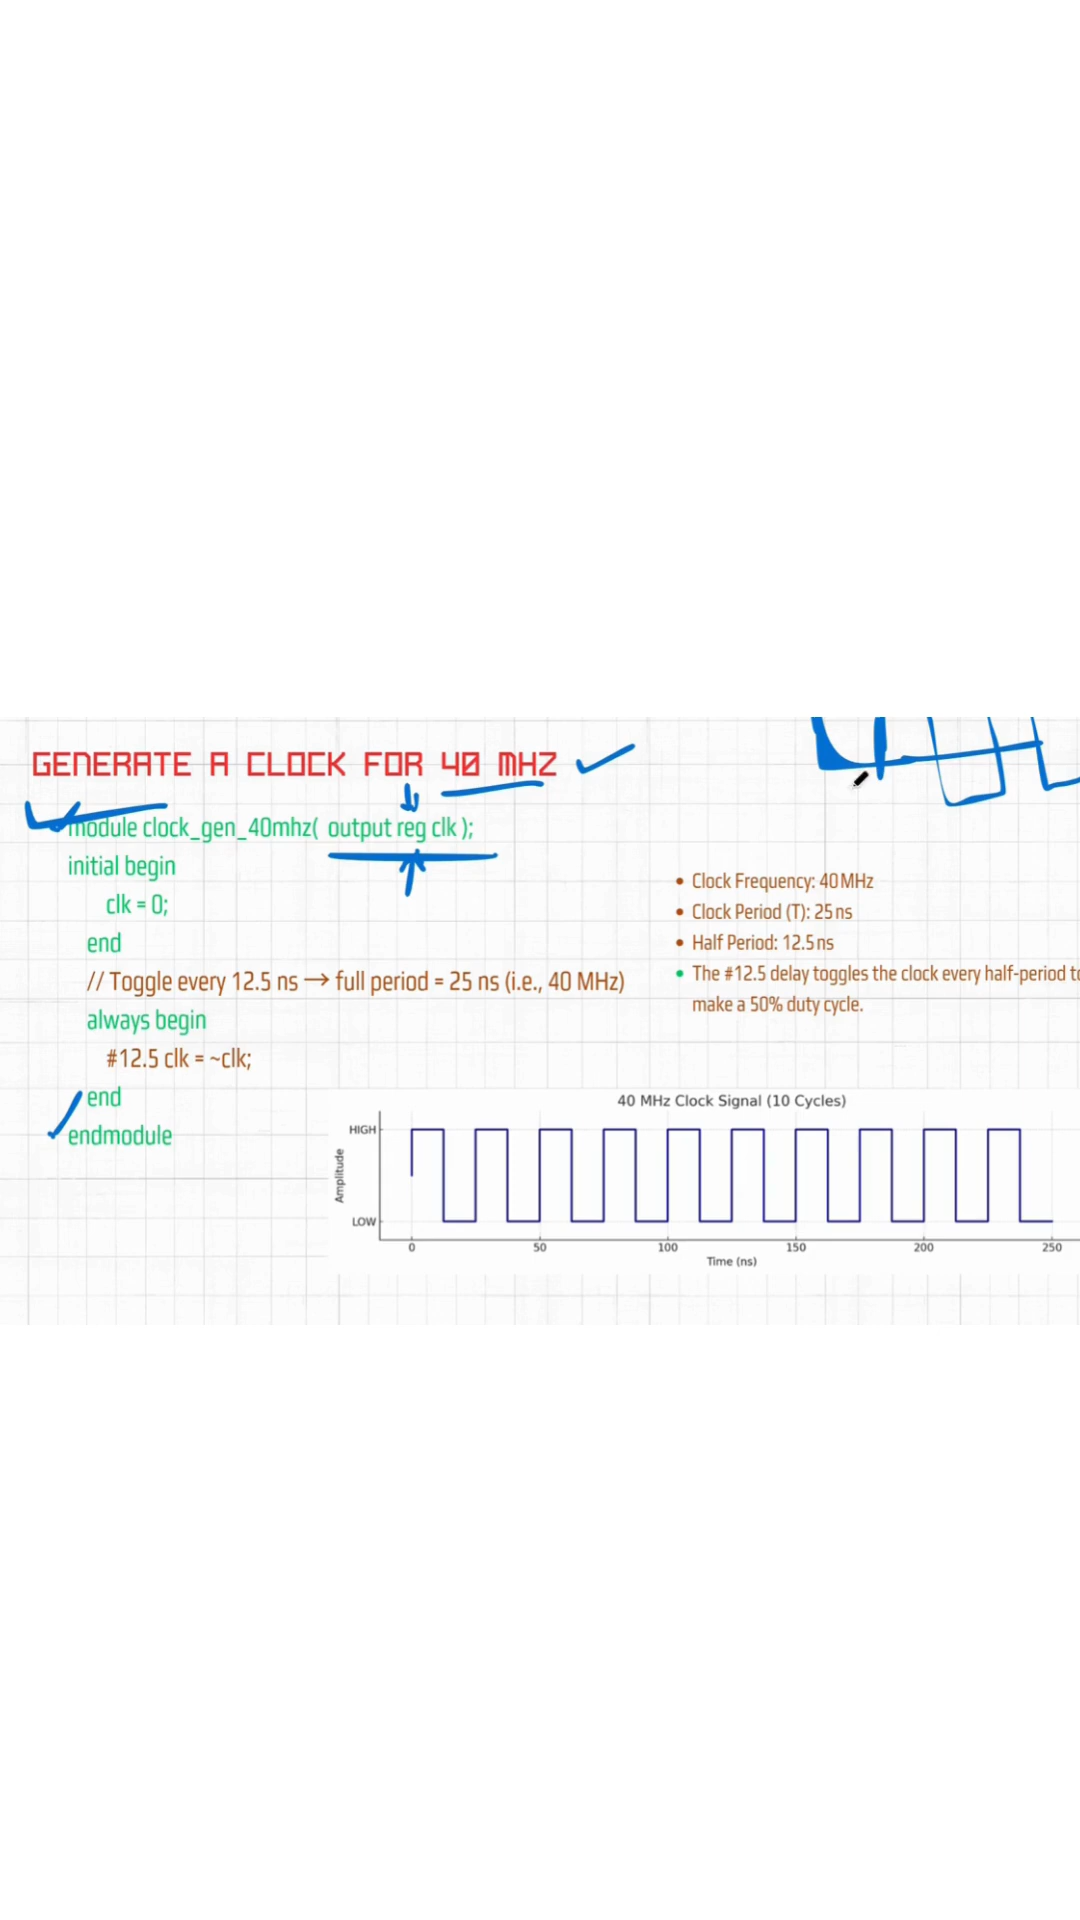 GENERATE A CLOCK FOR 40 MHZ
module clock_gen_40mhz( output reg clk );
initial begin
clk = 0;
end
// Toggle every 12.5 ns → full period = 25 ns (i.e., 40 MHz)
always begin
#12.5 clk = ~clk;
end
endmodule
• Clock Frequency: 40 MHz
• Clock Period (T): 25 ns
• Half Period: 12.5 ns
• The #12.5 delay toggles the clock every half-period to
make a 50% duty cycle.
40 MHz Clock Signal (10 Cycles)
HIGH
Amplitude
LOW
0 50 100 150 200 250
Time (ns)